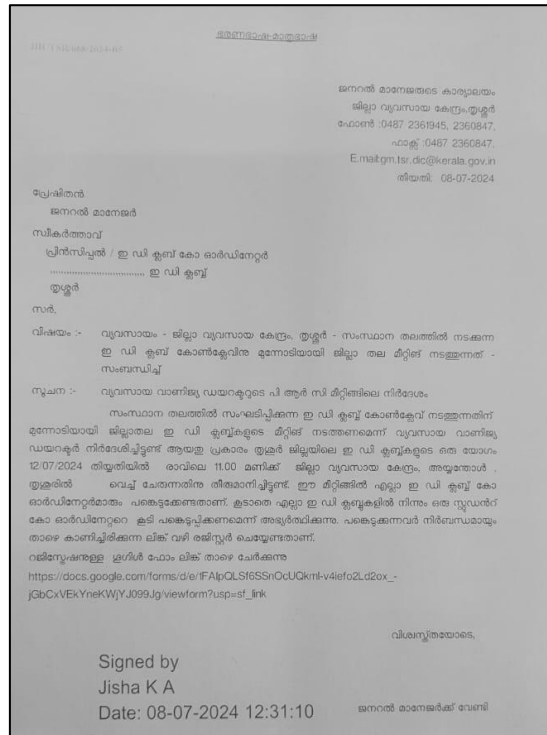 ഭരണഭാഷ-മാതൃഭാഷ
ജനറൽ മാനേജരുടെ കാര്യാലയം
ജില്ലാ വ്യവസായ കേന്ദ്രം,തൃശ്ശൂർ
ഫോൺ :0487 2361945, 2360847,
ഫാക്സ് :0487 2360847,
E.mail:gm.tsr.dic@kerala.gov.in
തീയതി. 08-07-2024
പ്രേഷിതൻ
ജനറൽ മാനേജർ
സ്വീകർത്താവ്
പ്രിൻസിപ്പൽ / ഇ ഡി ക്ലബ് കോ ഓർഡിനേറ്റർ
................................... ഇ ഡി ക്ലബ്ബ്
തൃശ്ശൂർ
സർ,
വിഷയം :- വ്യവസായം - ജില്ലാ വ്യവസായ കേന്ദ്രം, തൃശ്ശൂർ - സംസ്ഥാന തലത്തിൽ നടക്കുന്ന
ഇ ഡി ക്ലബ് കോൺക്ലേവിനു മുന്നോടിയായി ജില്ലാ തല മീറ്റിങ് നടത്തുന്നത് -
സംബന്ധിച്ച്
സൂചന :- വ്യവസായ വാണിജ്യ ഡയറക്ടറുടെ പി ആർ സി മീറ്റിങ്ങിലെ നിർദേശം
സംസ്ഥാന തലത്തിൽ സംഘടിപ്പിക്കുന്ന ഇ ഡി ക്ലബ്ബ് കോൺക്ലേവ് നടത്തുന്നതിന്
മുന്നോടിയായി ജില്ലാതല ഇ ഡി ക്ലബ്ബ്കളുടെ മീറ്റിങ് നടത്തണമെന്ന് വ്യവസായ വാണിജ്യ
ഡയറക്ടർ നിർദേശിച്ചിട്ടുണ്ട് ആയതു പ്രകാരം തൃശൂർ ജില്ലയിലെ ഇ ഡി ക്ലബ്ബുകളുടെ ഒരു യോഗം
12/07/2024 തിയ്യതിയിൽ രാവിലെ 11.00 മണിക്ക് ജില്ലാ വ്യവസായ കേന്ദ്രം, അയ്യന്തോൾ ,
തൃശൂരിൽ വെച്ച് ചേരുന്നതിനു തീരുമാനിച്ചിട്ടുണ്ട്. ഈ മീറ്റിങ്ങിൽ എല്ലാ ഇ ഡി ക്ലബ്ബ് കോ
ഓർഡിനേറ്റർമാരും പങ്കെടുക്കേണ്ടതാണ്. കൂടാതെ എല്ലാ ഇ ഡി ക്ലബ്ബുകളിൽ നിന്നും ഒരു സ്റ്റുഡൻറ്
കോ ഓർഡിനേറ്ററെ കൂടി പങ്കെടുപ്പിക്കണമെന്ന് അഭ്യർത്ഥിക്കുന്നു. പങ്കെടുക്കുന്നവർ നിർബന്ധമായും
താഴെ കാണിച്ചിരിക്കുന്ന ലിങ്ക് വഴി രജിസ്റ്റർ ചെയ്യേണ്ടതാണ്.
റജിസ്ട്രേഷനുള്ള ഗൂഗിൾ ഫോം ലിങ്ക് താഴെ ചേർക്കുന്നു
https://docs.google.com/forms/d/e/1FAIpQLSf6SSnOcUQkmI-v4iefo2Ld2ox_-
jGbCxVEkYneKWjYJ099Jg/viewform?usp=sf_link
വിശ്വസ്തതയോടെ,
Signed by
Jisha K A
Date: 08-07-2024 12:31:10
ജനറൽ മാനേജർക്ക് വേണ്ടി